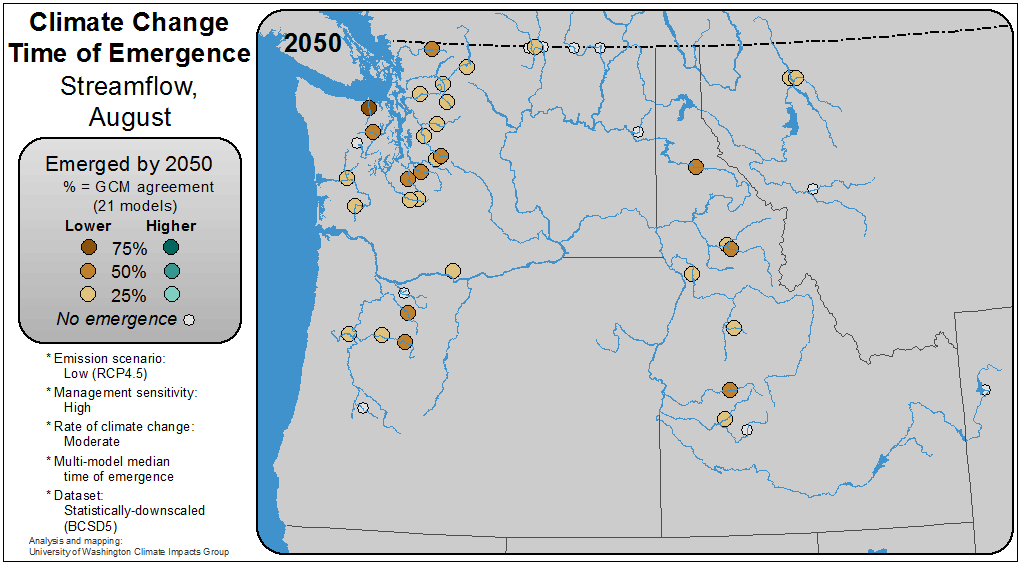 Climate Change
Time of Emergence
Streamflow,
August
Emerged by 2050
% = GCM agreement
(21 models)
Lower Higher
75%
50%
25%
No emergence
* Emission scenario:
Low (RCP4.5)
* Management sensitivity:
High
* Rate of climate change:
Moderate
* Multi-model median
time of emergence
* Dataset:
Statistically-downscaled
(BCSD5)
Analysis and mapping:
University of Washington Climate Impacts Group
2050